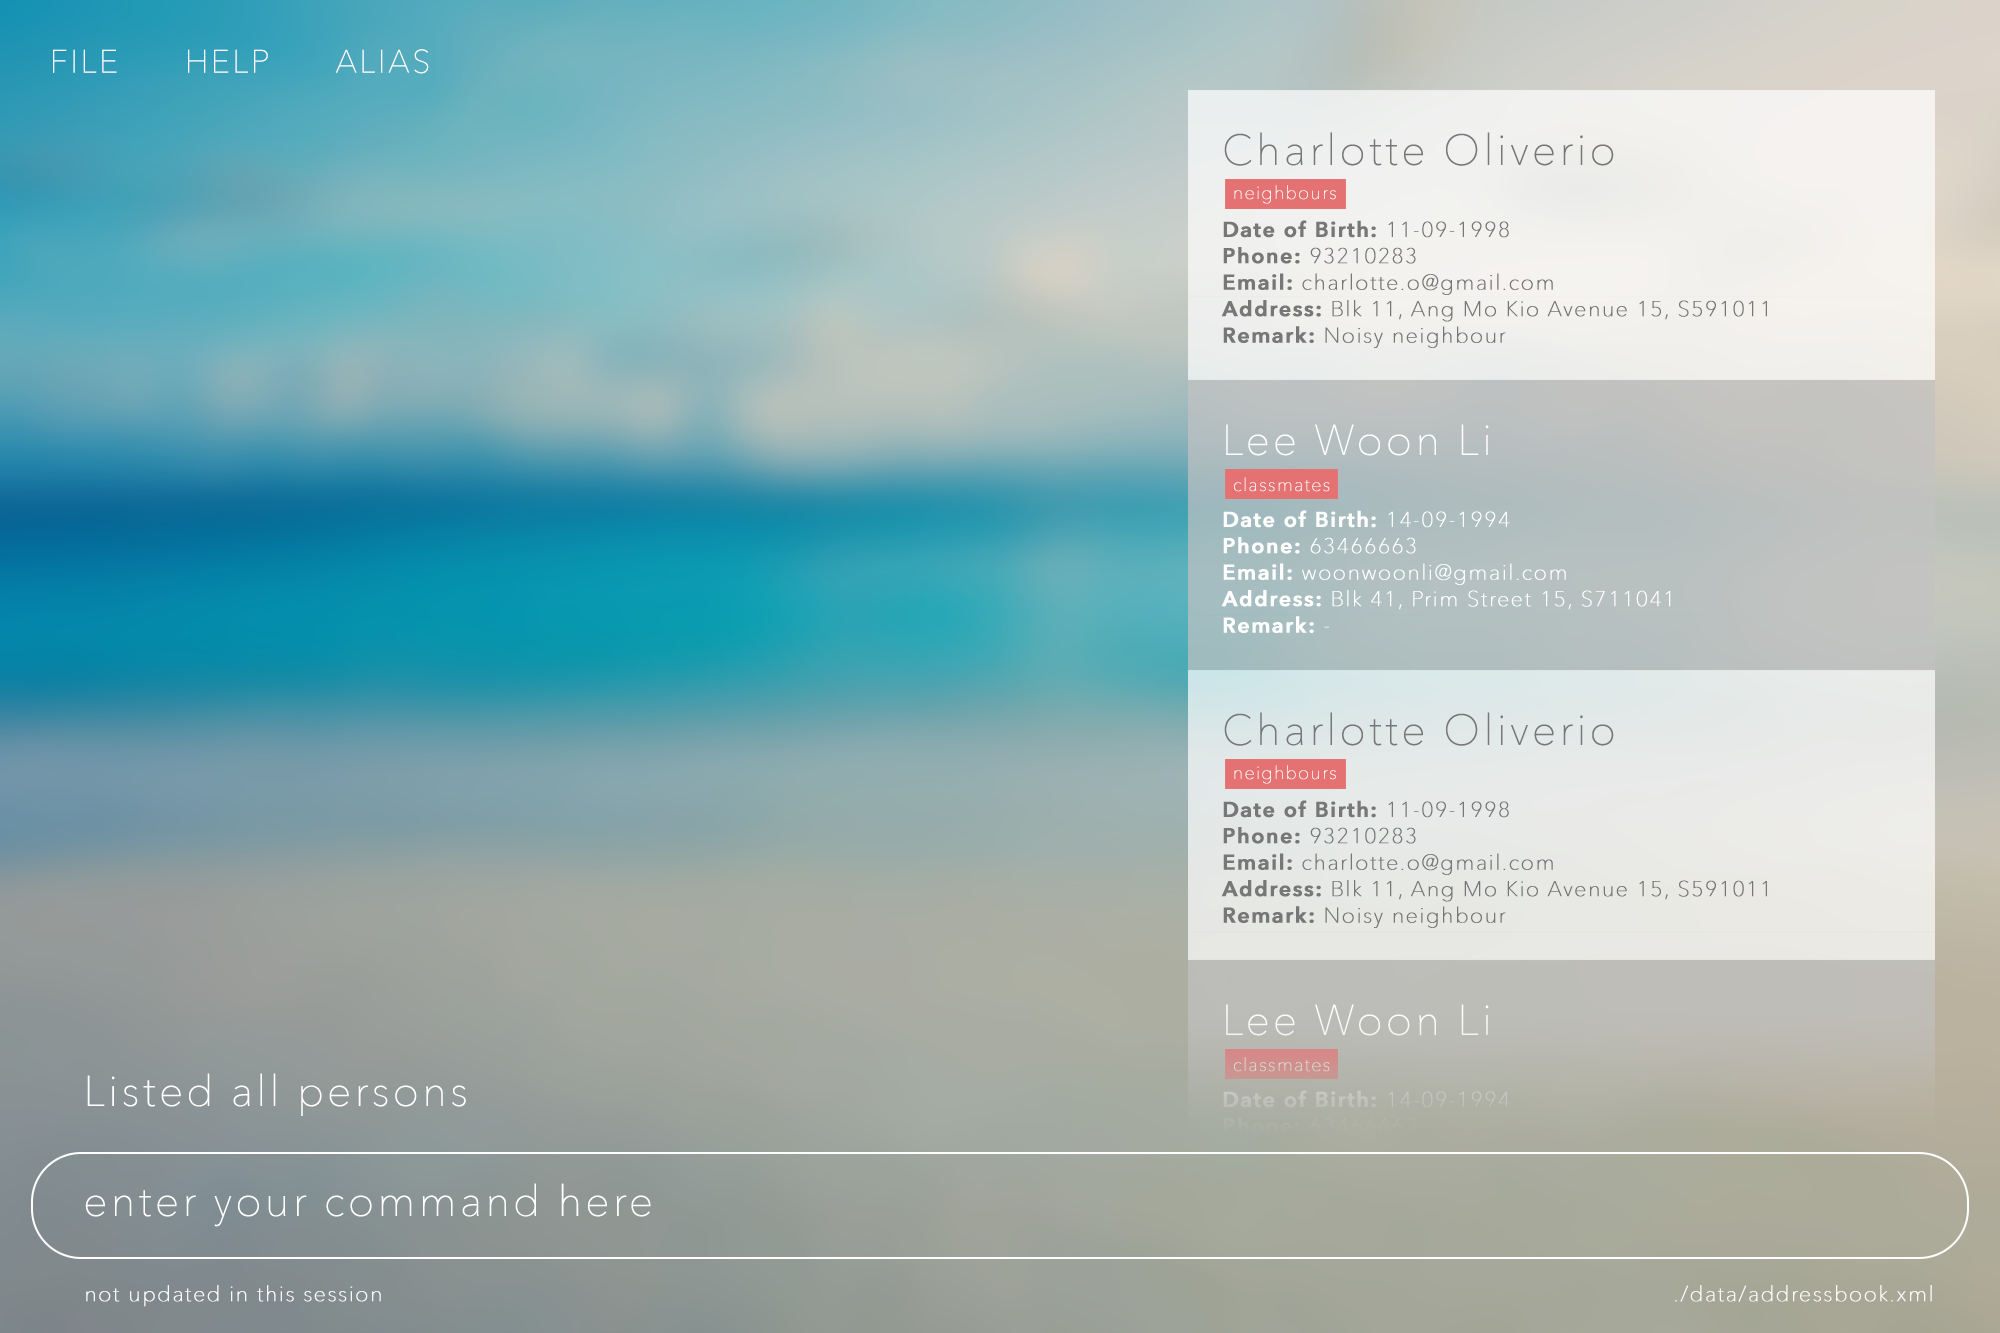 FILE HELP ALIAS
Charlotte Oliverio
neighbours
Date of Birth: 11-09-1998
Phone: 93210283
Email: charlotte.o@gmail.com
Address: Blk 11, Ang Mo Kio Avenue 15, S591011
Remark: Noisy neighbour
Lee Woon Li
classmates
Date of Birth: 14-09-1994
Phone: 63466663
Email: woonwoonli@gmail.com
Address: Blk 41, Prim Street 15, S711041
Remark: -
Charlotte Oliverio
neighbours
Date of Birth: 11-09-1998
Phone: 93210283
Email: charlotte.o@gmail.com
Address: Blk 11, Ang Mo Kio Avenue 15, S591011
Remark: Noisy neighbour
Lee Woon Li
classmates
Date of Birth: 14-09-1994
Phone:
Listed all persons
enter your command here
not updated in this session
./data/addressbook.xml